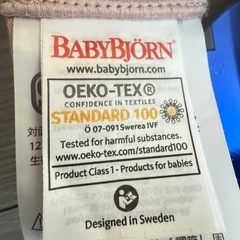 BABYBJÖRN
www.babybjorn.com
OEKO-TEX®
CONFIDENCE IN TEXTILES
STANDARD 100
Ö 07-091 Swerea IVF
Tested for harmful substances.
www.oeko-tex.com/standard100
Product Class 1 - Products for babies
Designed in Sweden